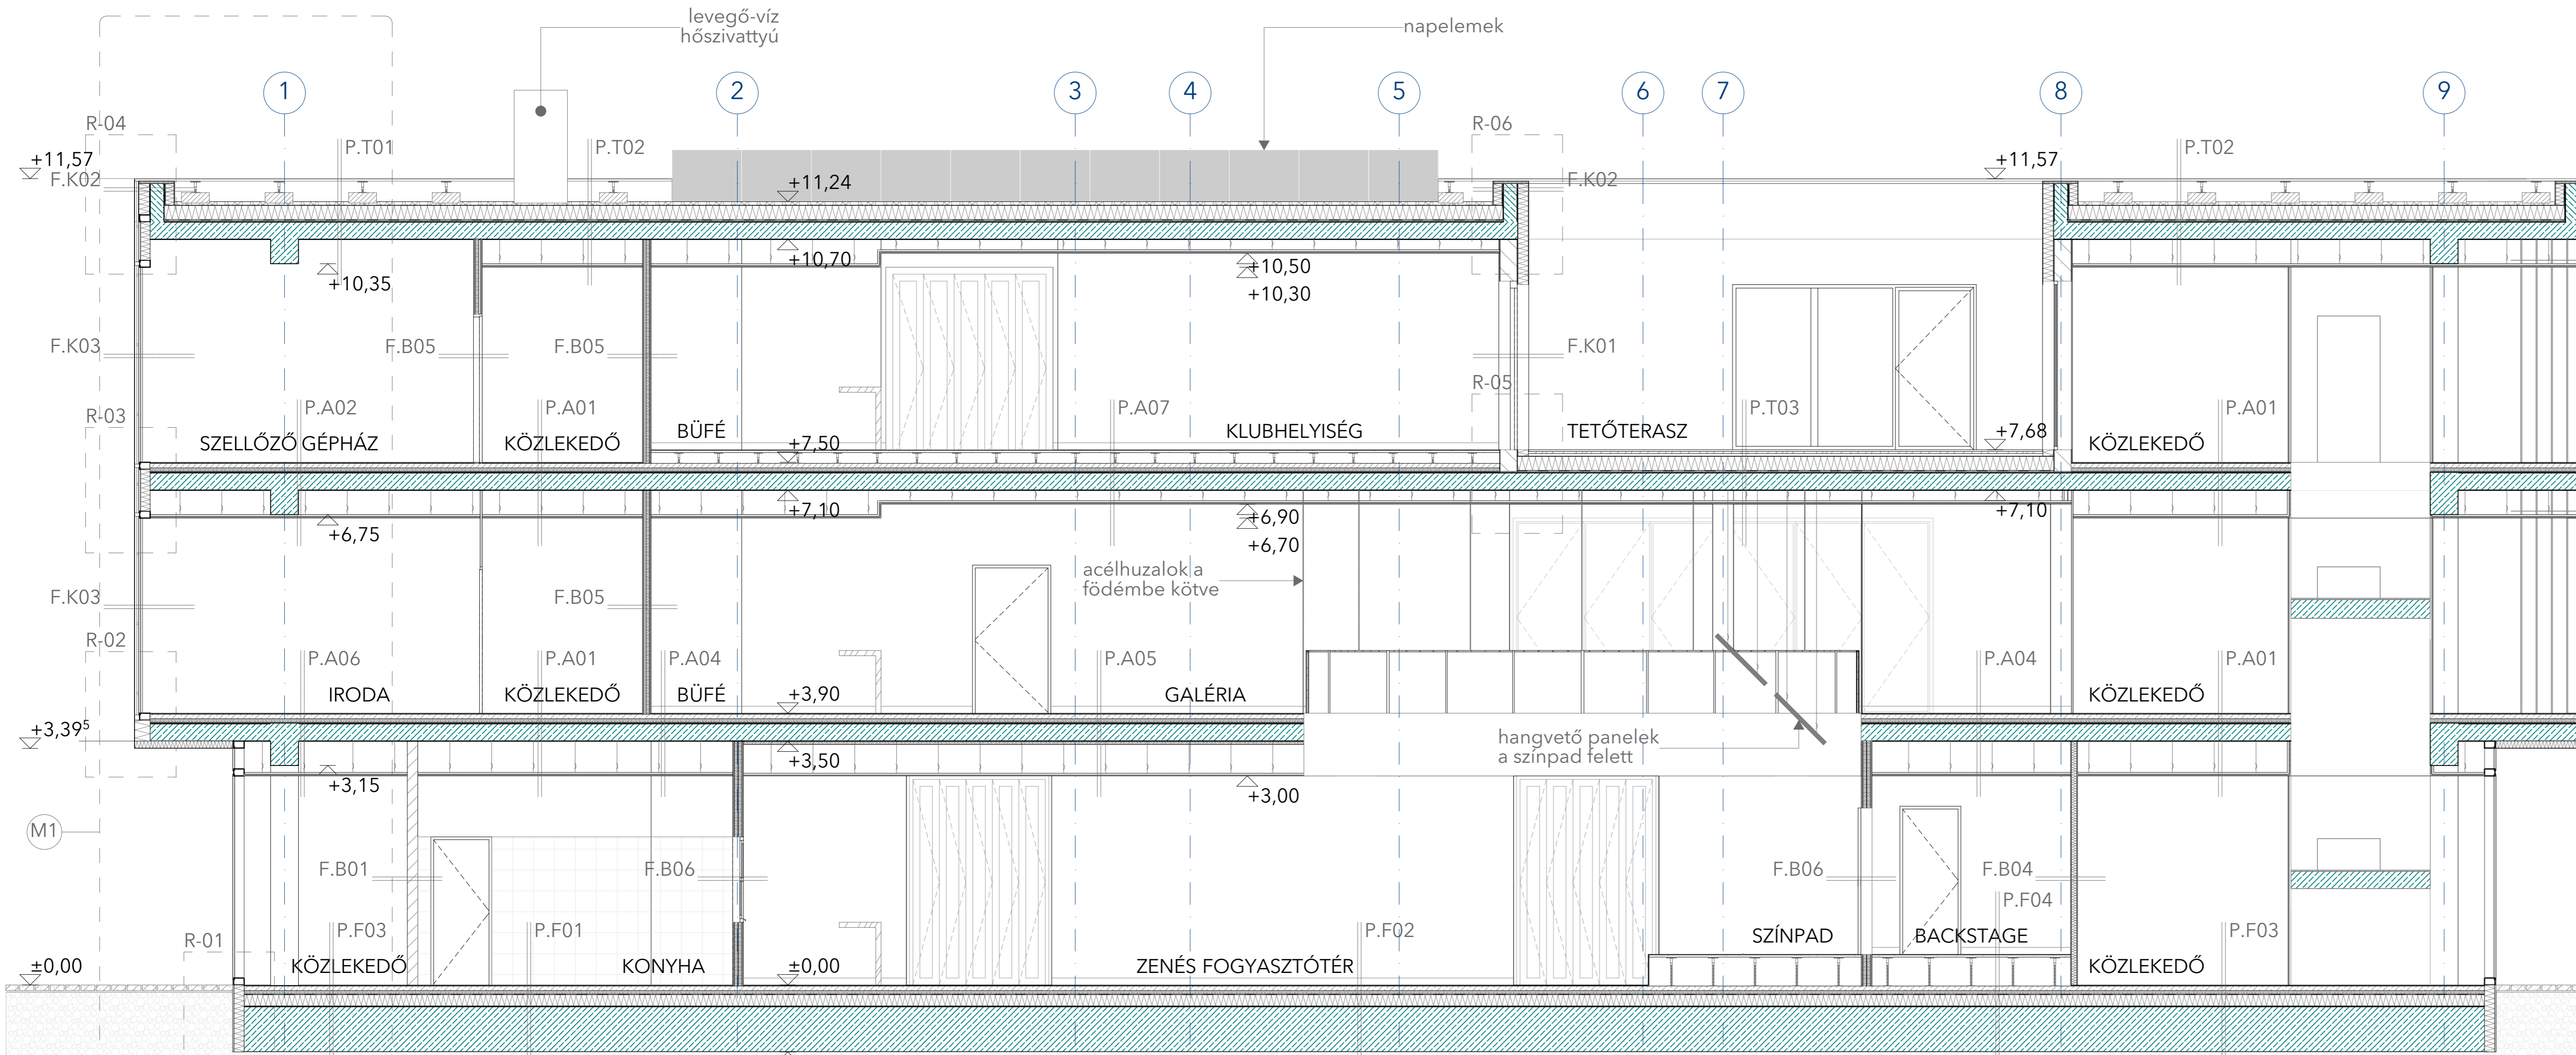 levegő-víz
hőszivattyú
napelemek
1
2
3
4
5
6
7
8
9
R-04
R-06
P.T01
P.T02
P.T02
+11,57
+11,57
F.K02
F.K02
+11,24
+10,70
+10,50
+10,35
+10,30
F.K03
F.B05
F.B05
F.K01
R-05
R-03
P.A02
P.A01
P.A07
P.T03
P.A01
SZELLŐZŐ GÉPHÁZ
KÖZLEKEDŐ
BÜFÉ
KLUBHELYISÉG
TETŐTERASZ
KÖZLEKEDŐ
+7,50
+7,68
+7,10
+6,90
+7,10
+6,75
+6,70
acélhuzalok a
födémbe kötve
F.K03
F.B05
R-02
P.A06
P.A01
P.A04
P.A05
P.A04
P.A01
IRODA
KÖZLEKEDŐ
BÜFÉ
+3,90
GALÉRIA
KÖZLEKEDŐ
+3,39⁵
hangvető panelek
a színpad felett
+3,50
+3,15
+3,00
M1
F.B01
F.B06
F.B06
F.B04
P.F04
P.F03
P.F01
P.F02
P.F03
R-01
SZÍNPAD
BACKSTAGE
±0,00
KÖZLEKEDŐ
KONYHA
±0,00
ZENÉS FOGYASZTÓTÉR
KÖZLEKEDŐ